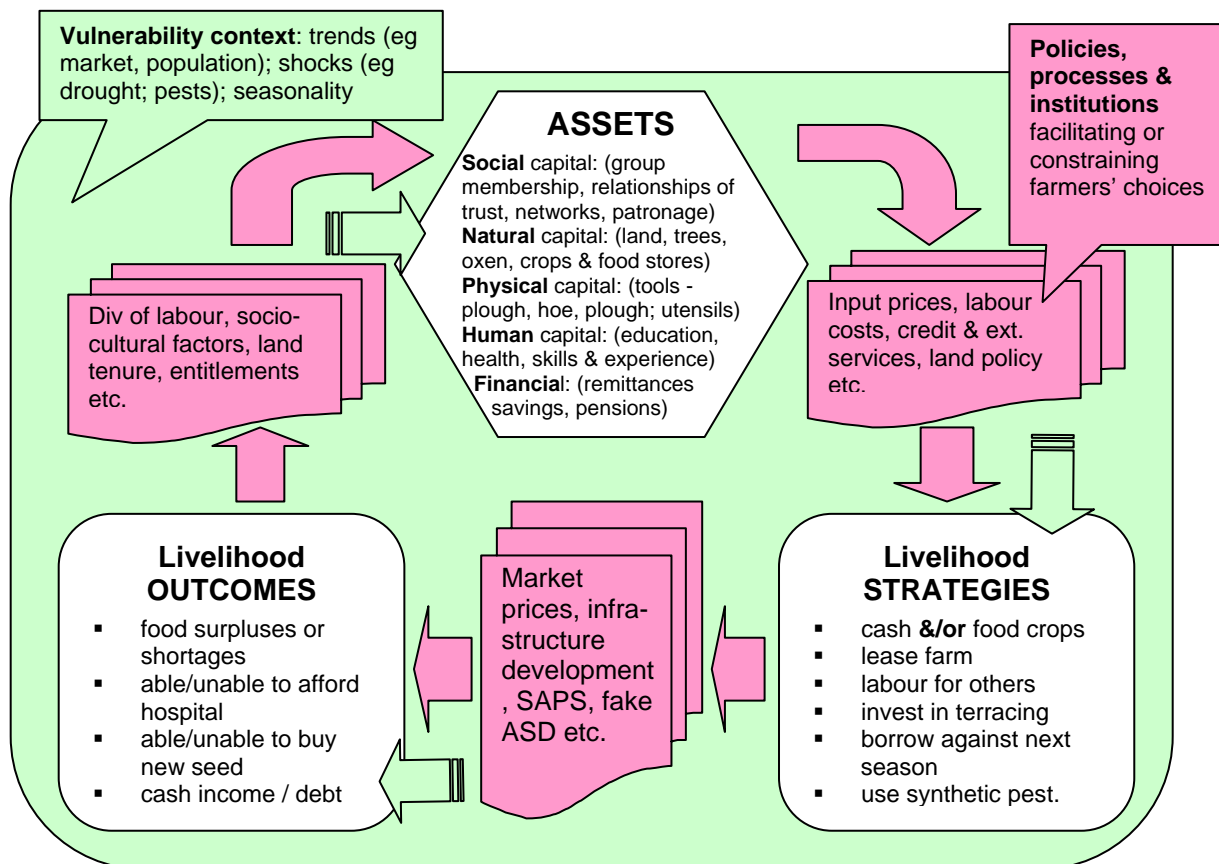 Vulnerability context: trends (eg
market, population); shocks (eg
drought; pests); seasonality
Policies,
processes &
institutions
facilitating or
constraining
farmers’ choices
ASSETS
Social capital: (group
membership, relationships of
trust, networks, patronage)
Natural capital: (land, trees,
oxen, crops & food stores)
Physical capital: (tools -
plough, hoe, plough; utensils)
Human capital: (education,
health, skills & experience)
Financial: (remittances
savings, pensions)
Div of labour, socio-
cultural factors, land
tenure, entitlements
etc.
Input prices, labour
costs, credit & ext.
services, land policy
etc.
Livelihood
OUTCOMES
▪ food surpluses or
shortages
▪ able/unable to afford
hospital
▪ able/unable to buy
new seed
▪ cash income / debt
Market
prices, infra-
structure
development
, SAPS, fake
ASD etc.
Livelihood
STRATEGIES
▪ cash &/or food crops
▪ lease farm
▪ labour for others
▪ invest in terracing
▪ borrow against next
season
▪ use synthetic pest.